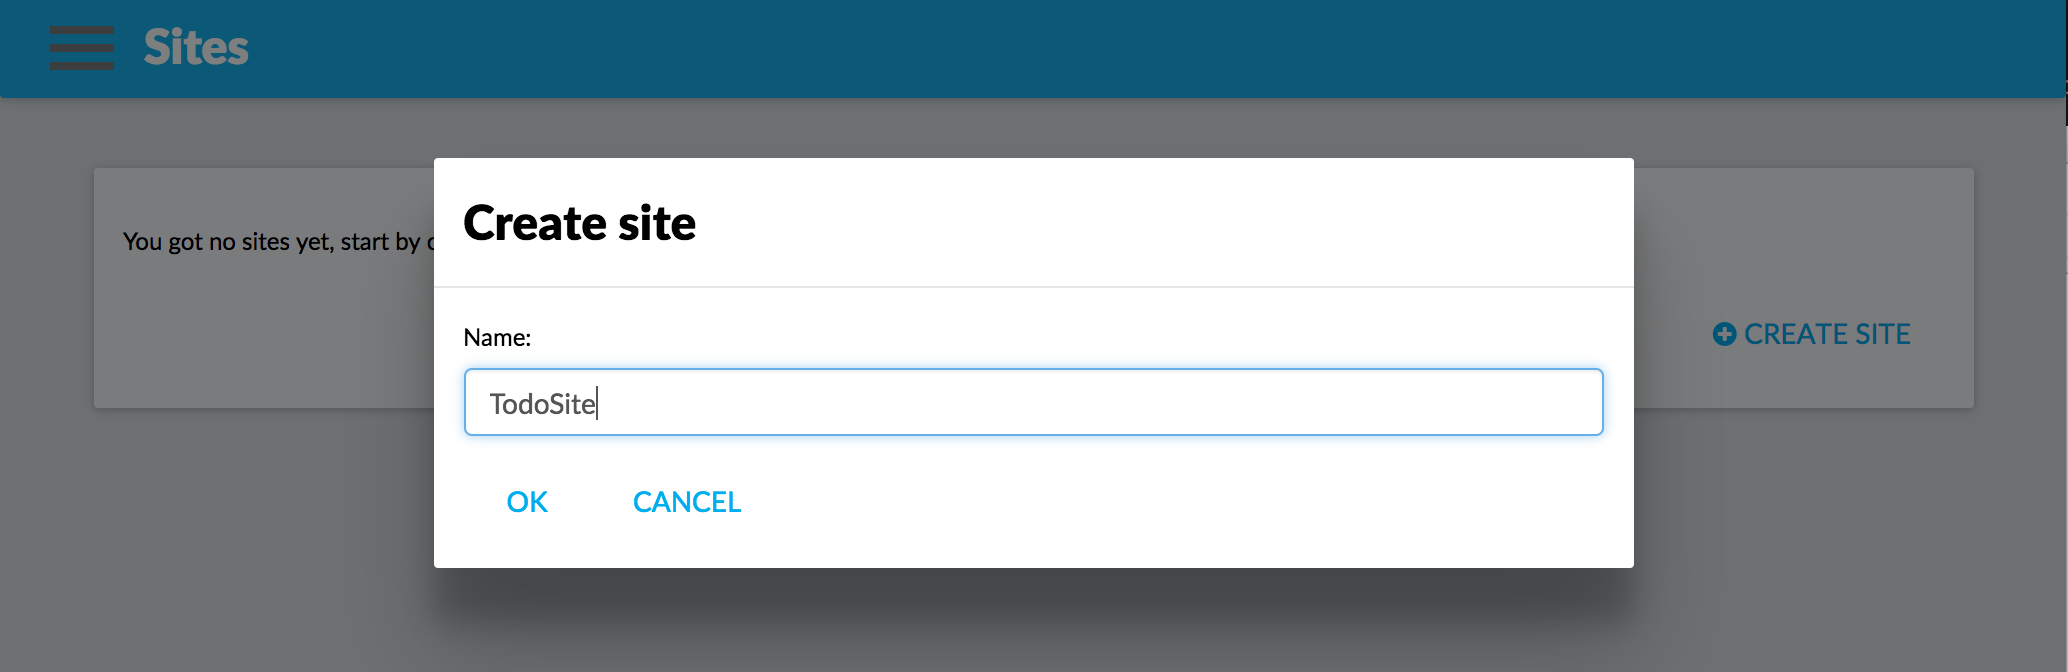 Sites
You got no sites yet, start by
Create site
Name:
TodoSite
OK
CANCEL
CREATE SITE